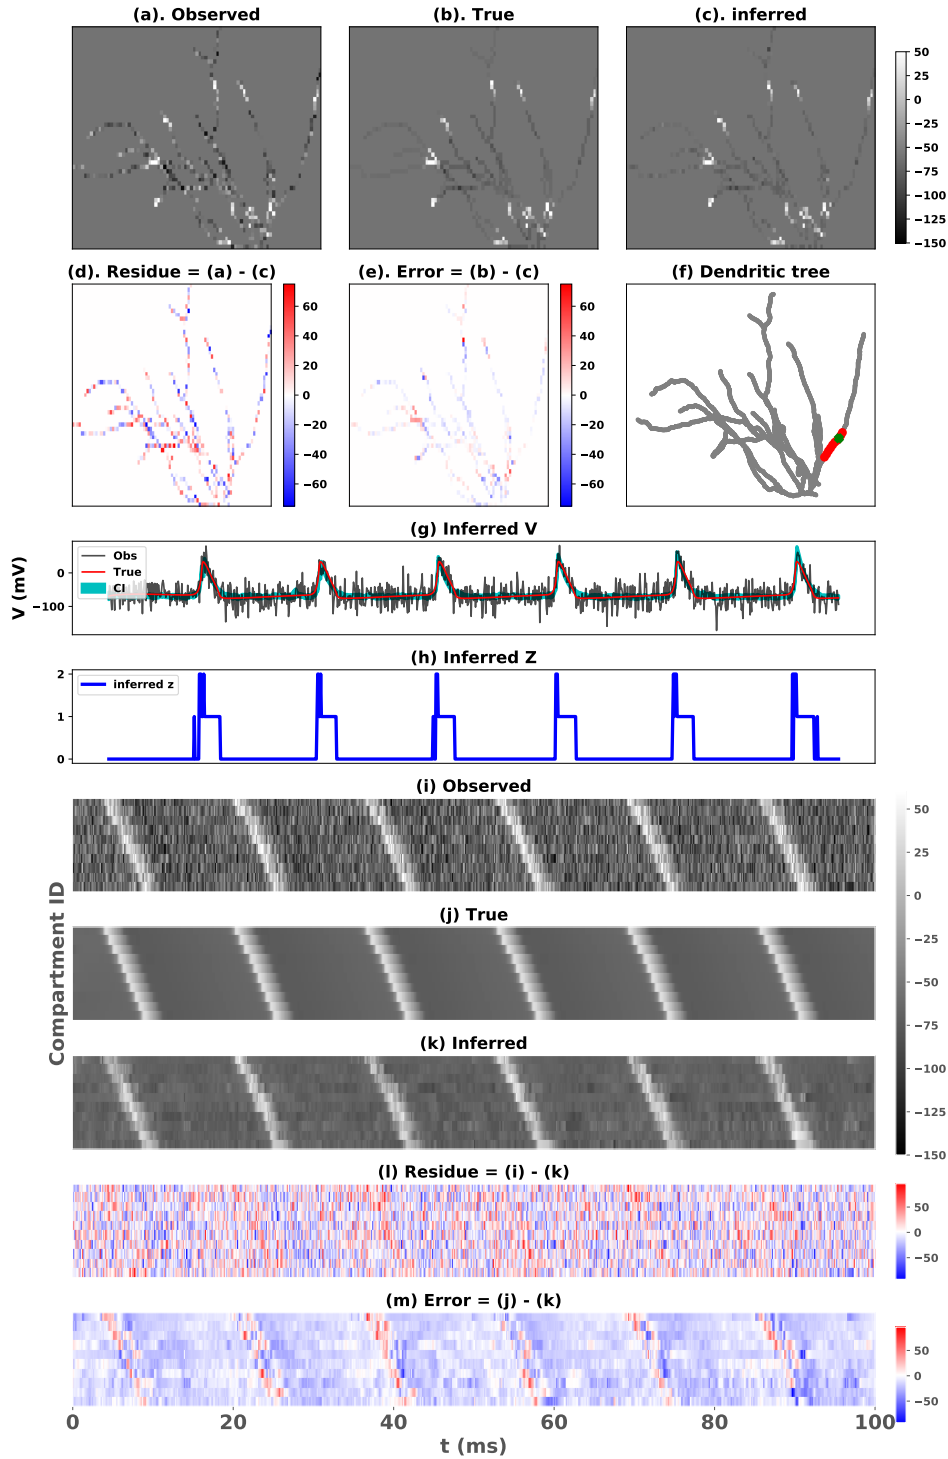 (a). Observed
(b). True
(c). inferred
50
25
0
−25
−50
−75
−100
−125
−150
(d). Residue = (a) - (c)
(e). Error = (b) - (c)
(f) Dendritic tree
60
40
20
0
−20
−40
−60
60
40
20
0
−20
−40
−60
(g) Inferred V
V (mV)
0
−100
Obs
True
CI
(h) Inferred Z
2
1
0
inferred z
(i) Observed
(j) True
(k) Inferred
Compartment ID
50
25
0
−25
−50
−75
−100
−125
−150
(l) Residue = (i) - (k)
50
0
−50
(m) Error = (j) - (k)
50
0
−50
0 20 40 60 80 100
t (ms)